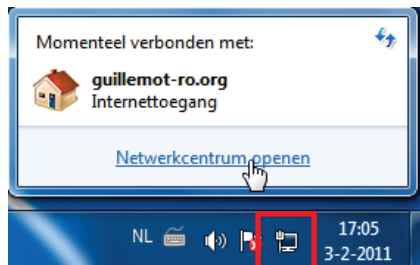 Momenteel verbonden met:
guillemot-ro.org
Internettoegang
Netwerkcentrum openen
NL
17:05
3-2-2011